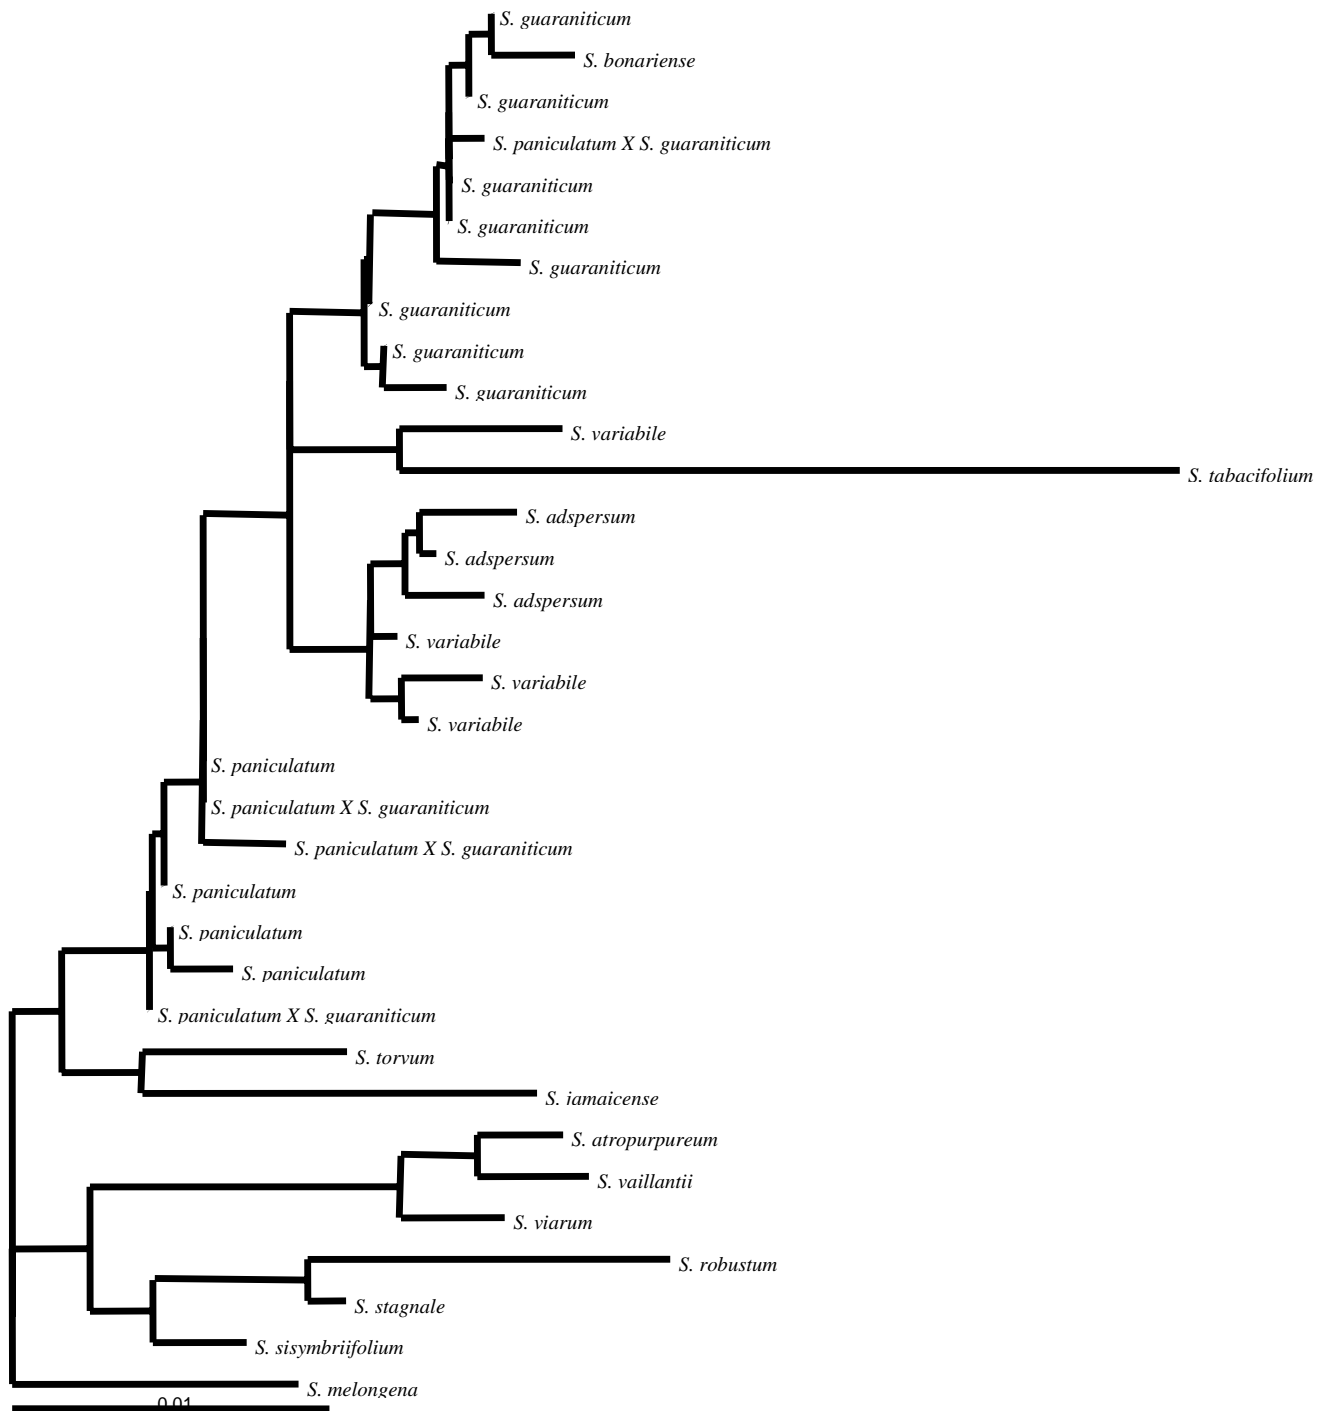 S. guaraniticum
S. bonariense
S. guaraniticum
S. paniculatum X S. guaraniticum
S. guaraniticum
S. guaraniticum
S. guaraniticum
S. guaraniticum
S. guaraniticum
S. guaraniticum
S. variabile
S. tabacifolium
S. adspersum
S. adspersum
S. adspersum
S. variabile
S. variabile
S. variabile
S. paniculatum
S. paniculatum X S. guaraniticum
S. paniculatum X S. guaraniticum
S. paniculatum
S. paniculatum
S. paniculatum
S. paniculatum X S. guaraniticum
S. torvum
S. iamaicense
S. atropurpureum
S. vaillantii
S. viarum
S. robustum
S. stagnale
S. sisymbriifolium
S. melongena
0.01